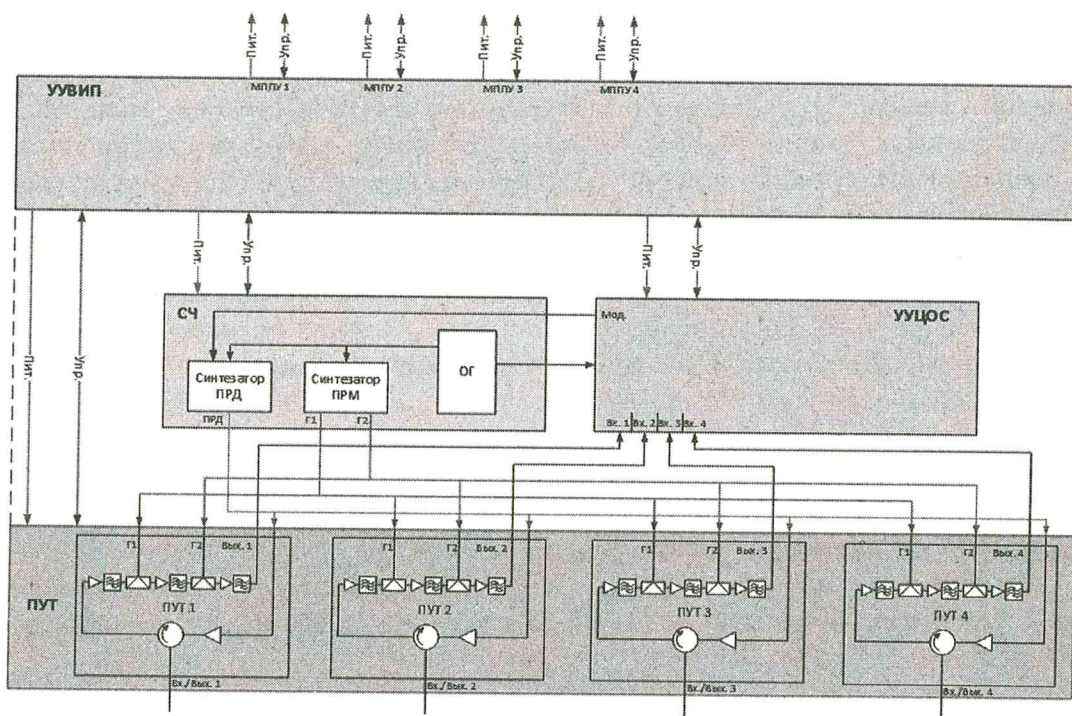 Пит. Упр. Пит. Упр. Пит. Упр. Пит. Упр.
УУВИП МППУ 1 МППУ 2 МППУ 3 МППУ 4
Пит. Упр. Пит. Упр.
СЧ Мод. УУЦОС
Пит. Упр.
Синтезатор ПРД
Синтезатор ПРМ
ОГ
ПРД Г1 Г2 Вх. 1 Вх. 2 Вх. 3 Вх. 4
Г1 Г2 Вых. 1 Г1 Г2 Вых. 2 Г1 Г2 Вых. 3 Г1 Г2 Вых. 4
ПУТ ПУТ 1 ПУТ 2 ПУТ 3 ПУТ 4
Вх./Вых. 1 Вх./Вых. 2 Вх./Вых. 3 Вх./Вых. 4